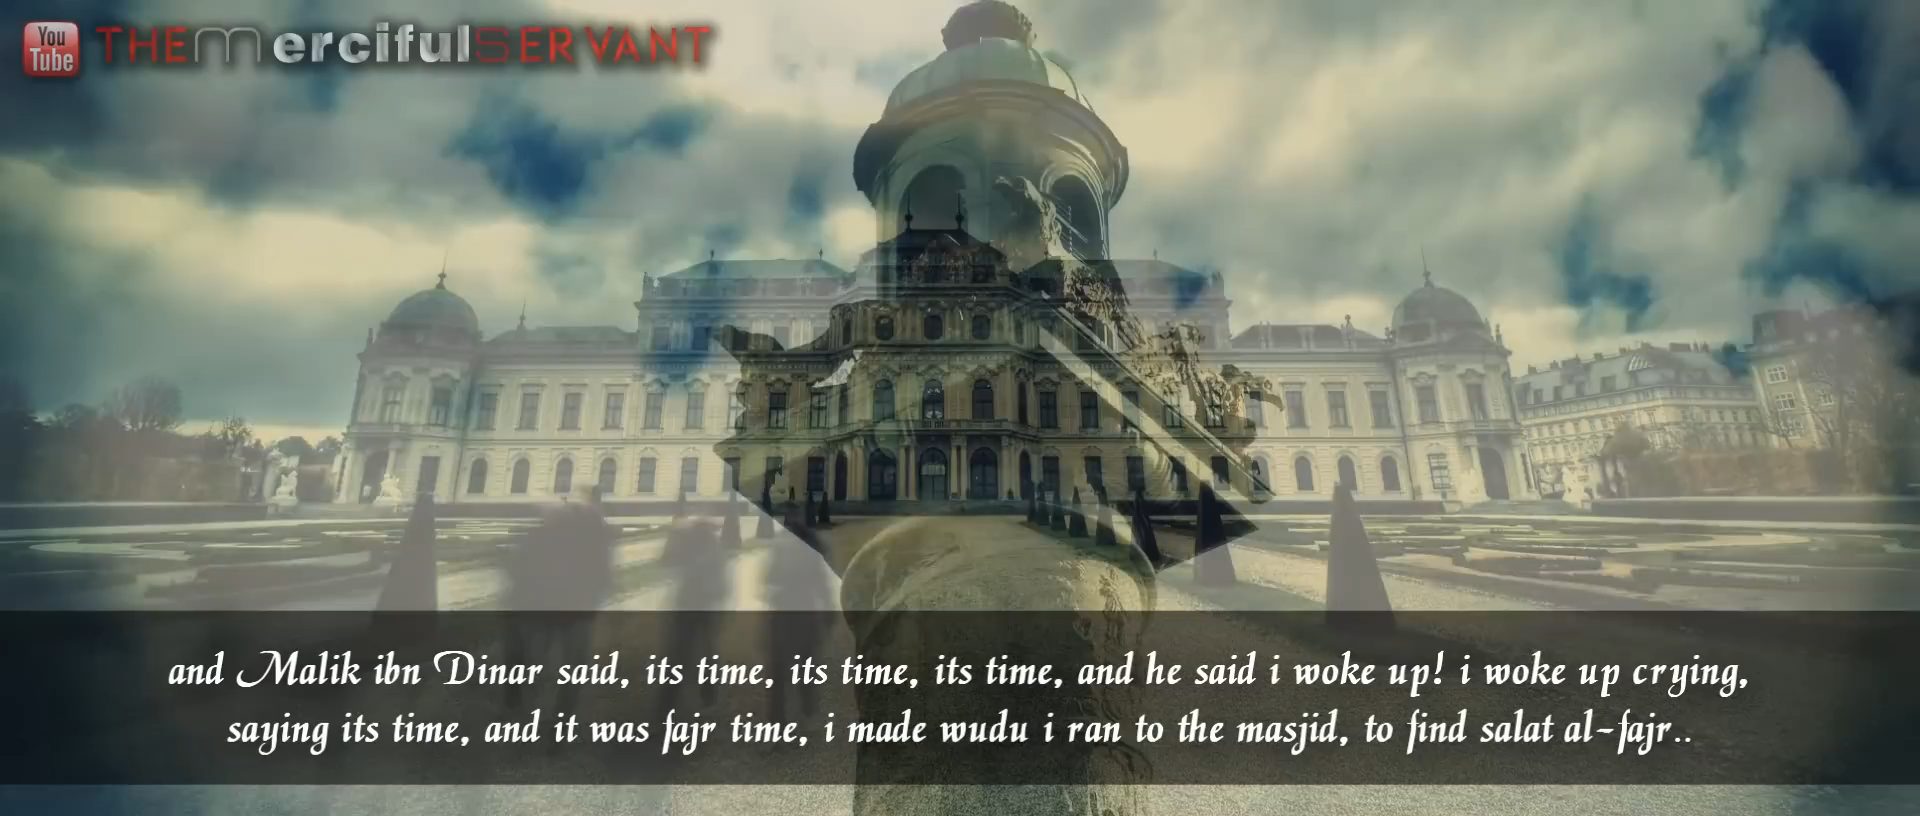 You
Tube
THEmercifulSERVANT
and Malik ibn Dinar said, its time, its time, its time, and he said i woke up! i woke up crying,
saying its time, and it was fajr time, i made wudu i ran to the masjid, to find salat al-fajr..